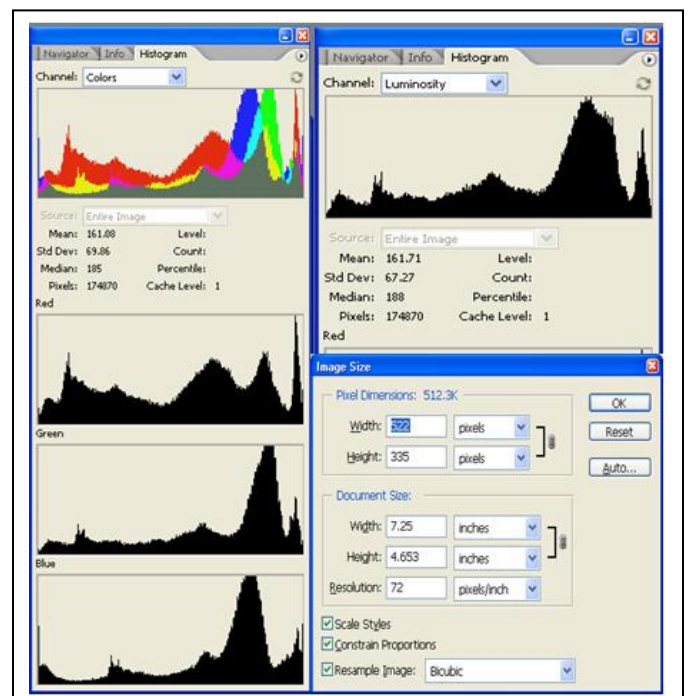 Navigator Info Histogram
Channel: Colors
Source: Entire Image
Mean: 161.08 Level:
Std Dev: 69.86 Count:
Median: 185 Percentile:
Pixels: 174870 Cache Level: 1
Red
Green
Blue
Navigator Info Histogram
Channel: Luminosity
Source: Entire Image
Mean: 161.71 Level:
Std Dev: 67.27 Count:
Median: 188 Percentile:
Pixels: 174870 Cache Level: 1
Red
Image Size
Pixel Dimensions: 512.3K
Width: 522 pixels
Height: 335 pixels
Document Size:
Width: 7.25 inches
Height: 4.653 inches
Resolution: 72 pixels/inch
Scale Styles
Constrain Proportions
Resample Image: Bicubic
OK
Reset
Auto...